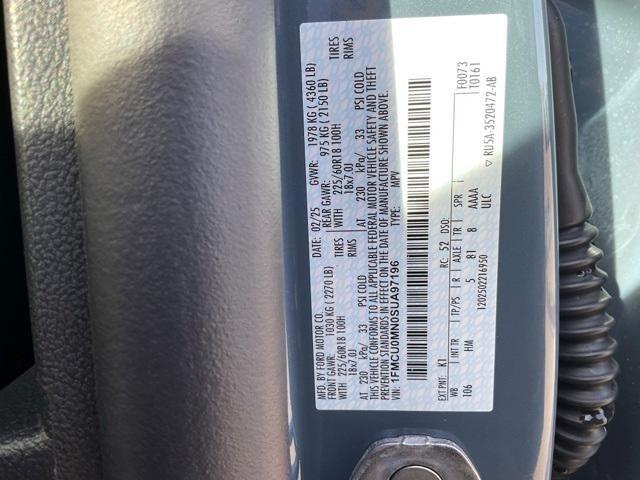 MFD. BY FORD MOTOR CO.
DATE: 02/25 GVWR: 1978 KG ( 4360 LB)
FRONT GAWR: 1030 KG ( 2270 LB) REAR GAWR: 975 KG ( 2150 LB)
WITH 225/60R18 100H TIRES WITH 225/60R18 100H TIRES
18x7.0J RIMS 18x7.0J RIMS
AT 230 kPa/ 33 PSI COLD AT 230 kPa/ 33 PSI COLD
THIS VEHICLE CONFORMS TO ALL APPLICABLE FEDERAL MOTOR VEHICLE SAFETY AND THEFT
PREVENTION STANDARDS IN EFFECT ON THE DATE OF MANUFACTURE SHOWN ABOVE.
VIN: 1FMCU0MN0SUA97196 TYPE: MPV
F0073
T0161
EXT PNT: K1 RC: 52 DSO:
WB INT TR TP/PS R AXLE TR SPR
106 HM 5 81 8 AAAA
ULC
120250221695 0
▽ RU5A-3520472-AB